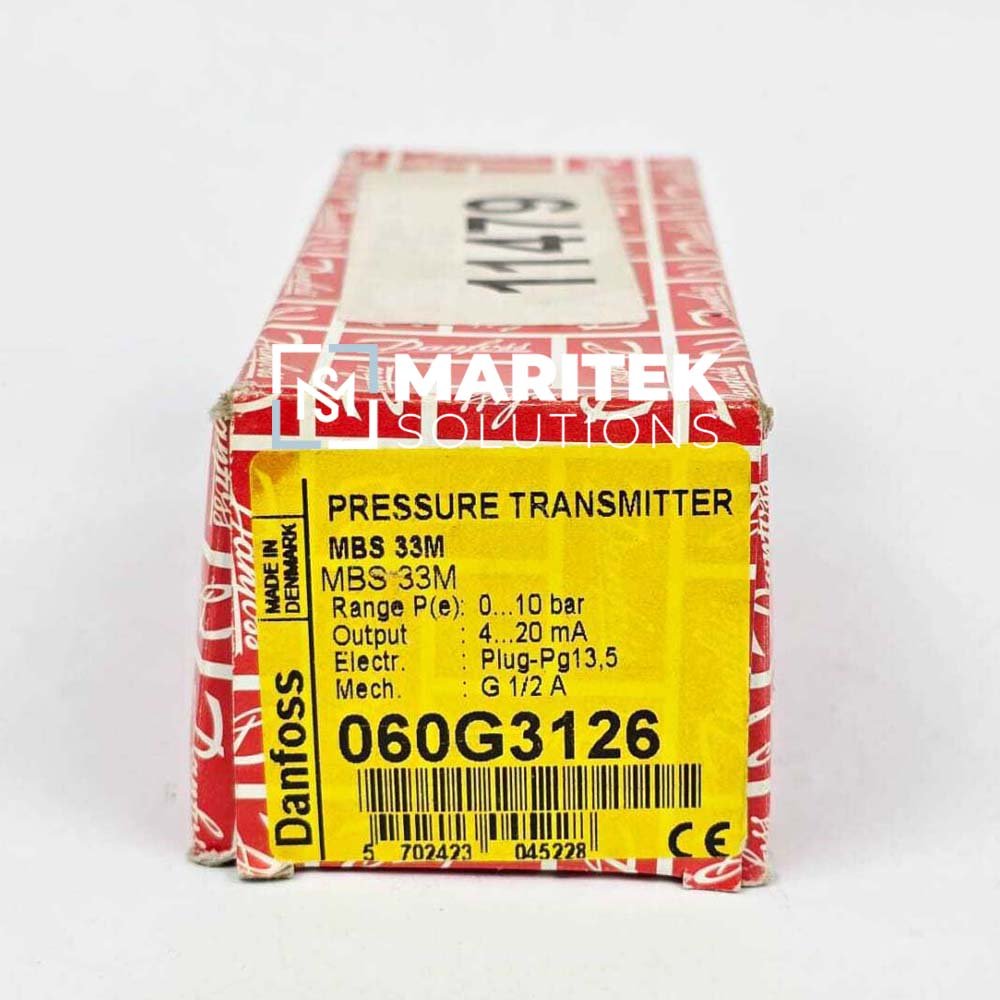 11479
MARITEK
SOLUTIONS
PRESSURE TRANSMITTER
MBS 33M
MBS 33M
Range P(e): 0...10 bar
Output : 4...20 mA
Electr. : Plug-Pg13,5
Mech. : G 1/2 A
060G3126
5 702423 045228
CE
MADE IN
DENMARK
Danfoss
Danfoss